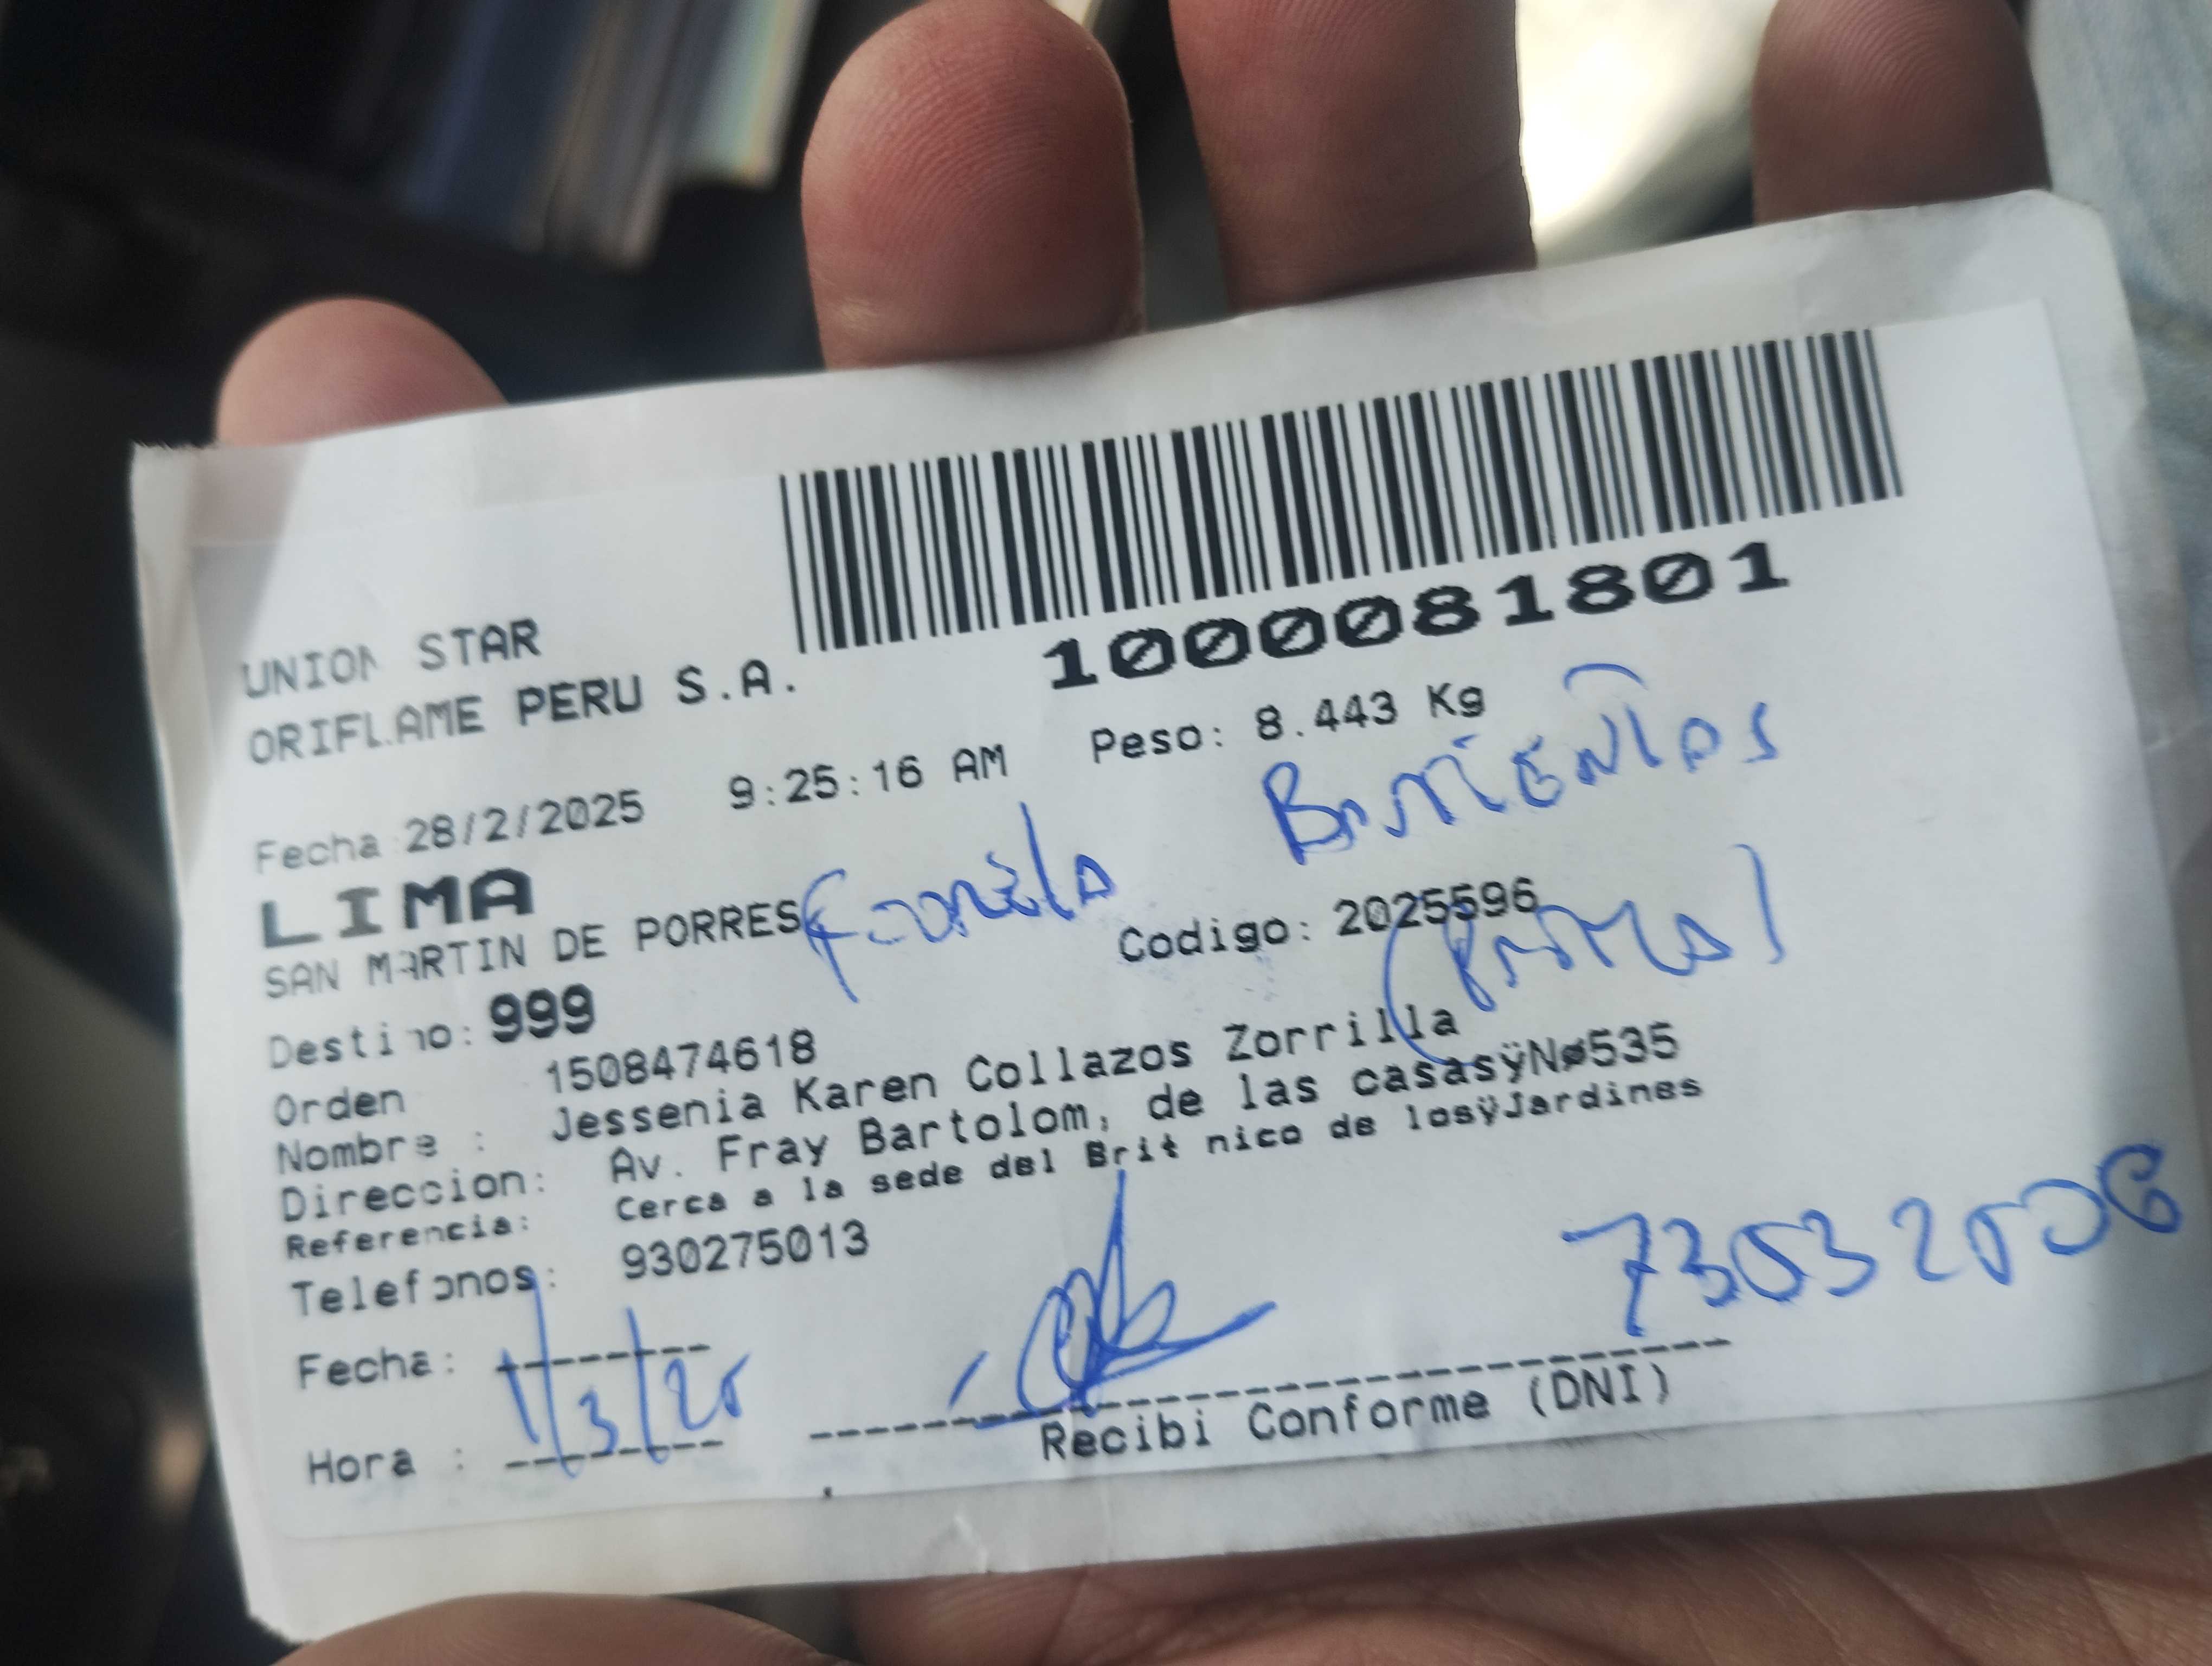 1000081801
UNION STAR
ORIFLAME PERU S.A.
Fecha 28/2/2025 9:25:16 AM Peso: 8.443 Kg
Barrientos
LIMA
SAN MARTIN DE PORRES Codigo: 2025596
(prima)
Destino: 999
Orden 1508474618
Nombre : Jessenia Karen Collazos Zorrilla
Direccion: Av. Fray Bartolom, de las casasÿNø535
Referencia: Cerca a la sede del Brit nico de losÿJardines
Telefonos: 930275013
Fecha: 1/3/25
Hora :
Recibi Conforme (DNI)